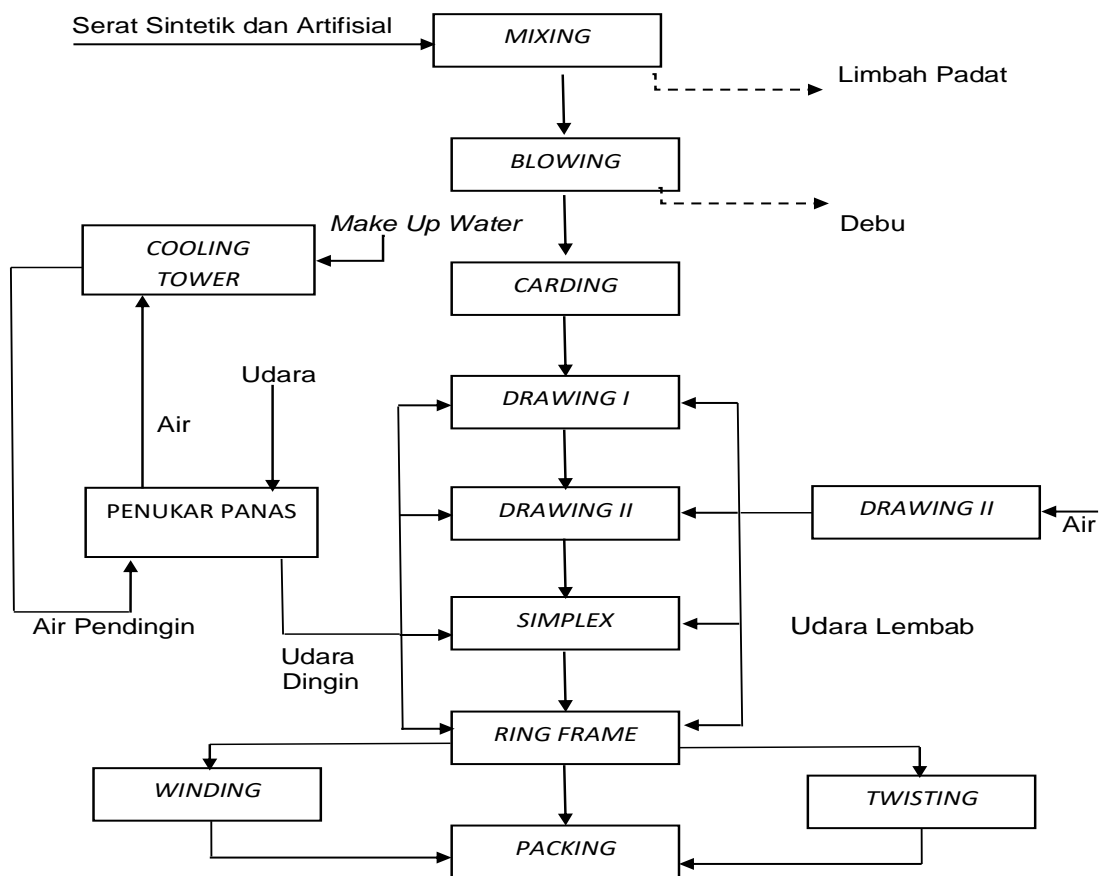 Serat Sintetik dan Artifisial
MIXING
Limbah Padat
BLOWING
Debu
Make Up Water
COOLING
TOWER
CARDING
Udara
DRAWING I
Air
PENUKAR PANAS
DRAWING II
DRAWING II
Air
Air Pendingin
SIMPLEX
Udara Lembab
Udara
Dingin
RING FRAME
WINDING
TWISTING
PACKING